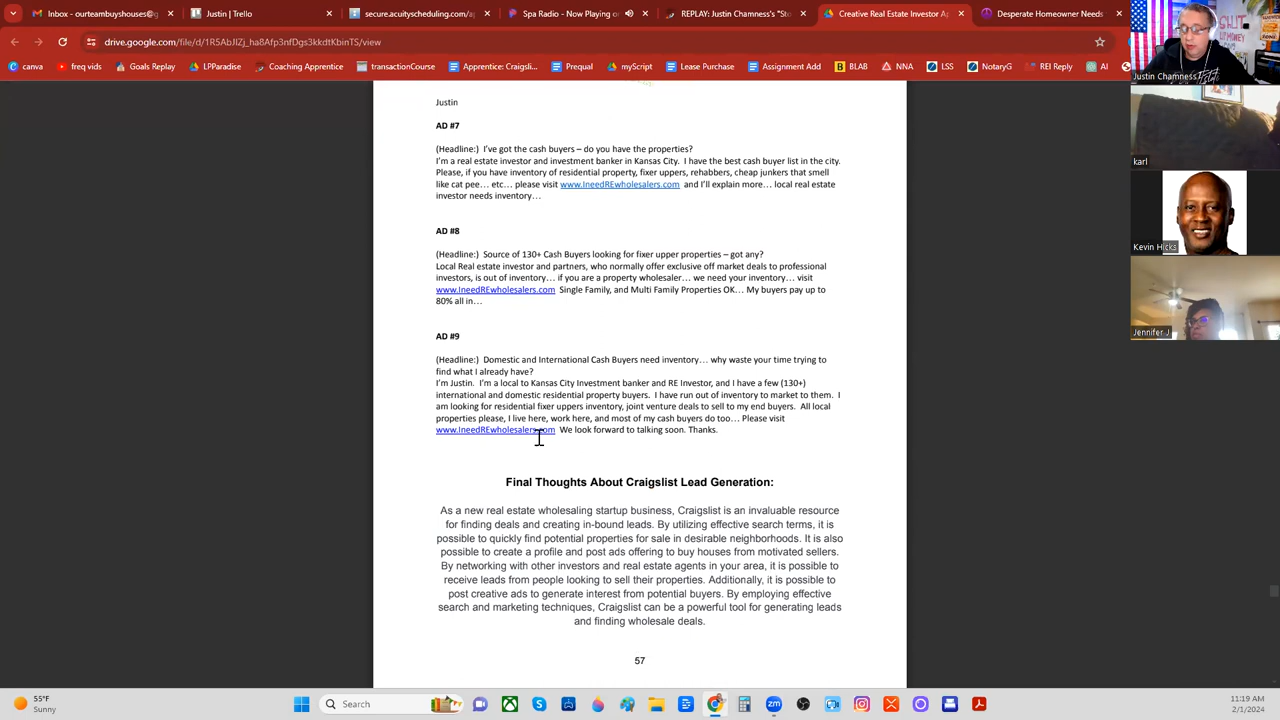 Inbox - ourteambuyshouses@g
Justin | Trello
secure.acuityscheduling.com/a
Spa Radio - Now Playing o
REPLAY: Justin Chamness's "Sto
Creative Real Estate Investor Ap
Desperate Homeowner Needs
drive.google.com/file/d/1R5AbJIZj_ha8Afp3nfDgs3kkdtKbinTS/view
canva
freq vids
Goals Replay
LPParadise
Coaching Apprentice
transactionCourse
Apprentice: Craigsli...
Prequal
myScript
Lease Purchase
Assignment Add
BLAB
NNA
LSS
NotaryG
REI Reply
AI
Justin Chamness
karl
Kevin Hicks
Jennifer J
Justin
AD #7
(Headline:) I've got the cash buyers – do you have the properties?
I'm a real estate investor and investment banker in Kansas City. I have the best cash buyer list in the city.
Please, if you have inventory of residential property, fixer uppers, rehabbers, cheap junkers that smell
like cat pee... etc... please visit www.IneedREwholesalers.com and I'll explain more... local real estate
investor needs inventory...
AD #8
(Headline:) Source of 130+ Cash Buyers looking for fixer upper properties – got any?
Local Real estate investor and partners, who normally offer exclusive off market deals to professional
investors, is out of inventory... if you are a property wholesaler... we need your inventory... visit
www.IneedREwholesalers.com Single Family, and Multi Family Properties OK... My buyers pay up to
80% all in...
AD #9
(Headline:) Domestic and International Cash Buyers need inventory... why waste your time trying to
find what I already have?
I'm Justin. I'm a local to Kansas City Investment banker and RE Investor, and I have a few (130+)
international and domestic residential property buyers. I have run out of inventory to market to them. I
am looking for residential fixer uppers inventory, joint venture deals to sell to my end buyers. All local
properties please, I live here, work here, and most of my cash buyers do too... Please visit
www.IneedREwholesalers.com We look forward to talking soon. Thanks.
Final Thoughts About Craigslist Lead Generation:
As a new real estate wholesaling startup business, Craigslist is an invaluable resource
for finding deals and creating in-bound leads. By utilizing effective search terms, it is
possible to quickly find potential properties for sale in desirable neighborhoods. It is also
possible to create a profile and post ads offering to buy houses from motivated sellers.
By networking with other investors and real estate agents in your area, it is possible to
receive leads from people looking to sell their properties. Additionally, it is possible to
post creative ads to generate interest from potential buyers. By employing effective
search and marketing techniques, Craigslist can be a powerful tool for generating leads
and finding wholesale deals.
57
55°F
Sunny
Search
11:19 AM
2/1/2024